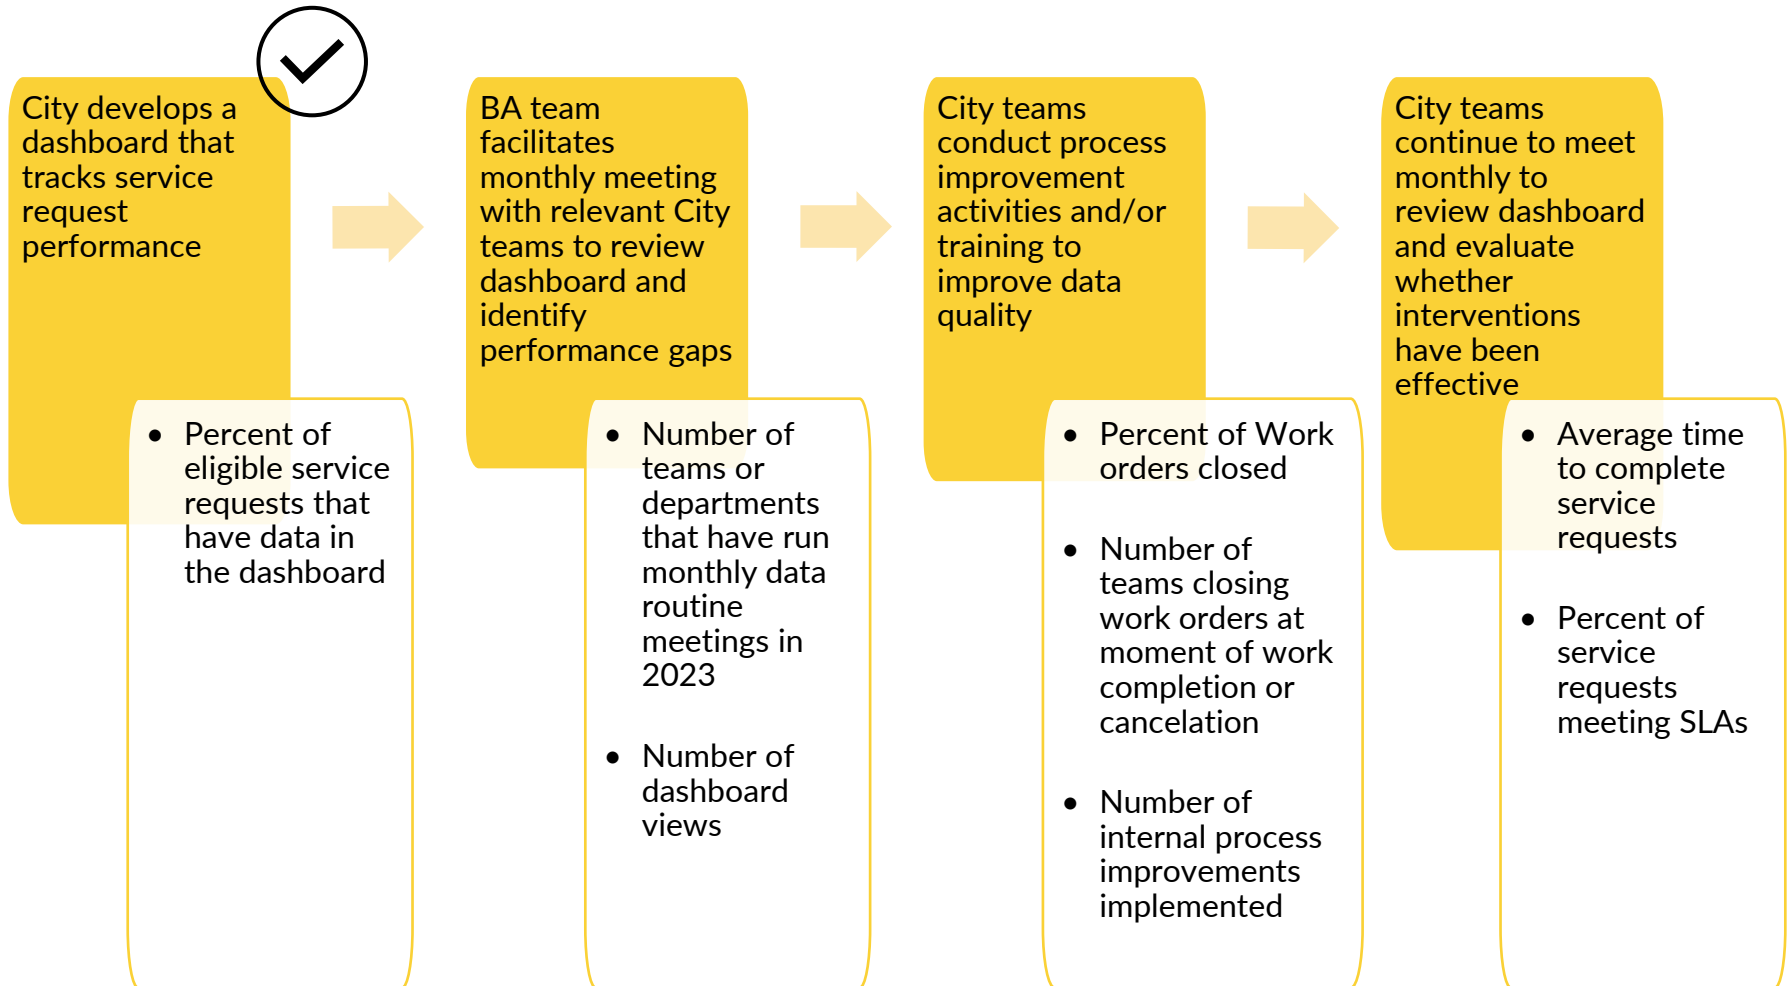 City develops a
dashboard that
tracks service
request
performance
• Percent of
eligible service
requests that
have data in
the dashboard
BA team
facilitates
monthly meeting
with relevant City
teams to review
dashboard and
identify
performance gaps
• Number of
teams or
departments
that have run
monthly data
routine
meetings in
2023
• Number of
dashboard
views
City teams
conduct process
improvement
activities and/or
training to
improve data
quality
• Percent of Work
orders closed
• Number of
teams closing
work orders at
moment of work
completion or
cancelation
• Number of
internal process
improvements
implemented
City teams
continue to meet
monthly to
review dashboard
and evaluate
whether
interventions
have been
effective
• Average time
to complete
service
requests
• Percent of
service
requests
meeting SLAs